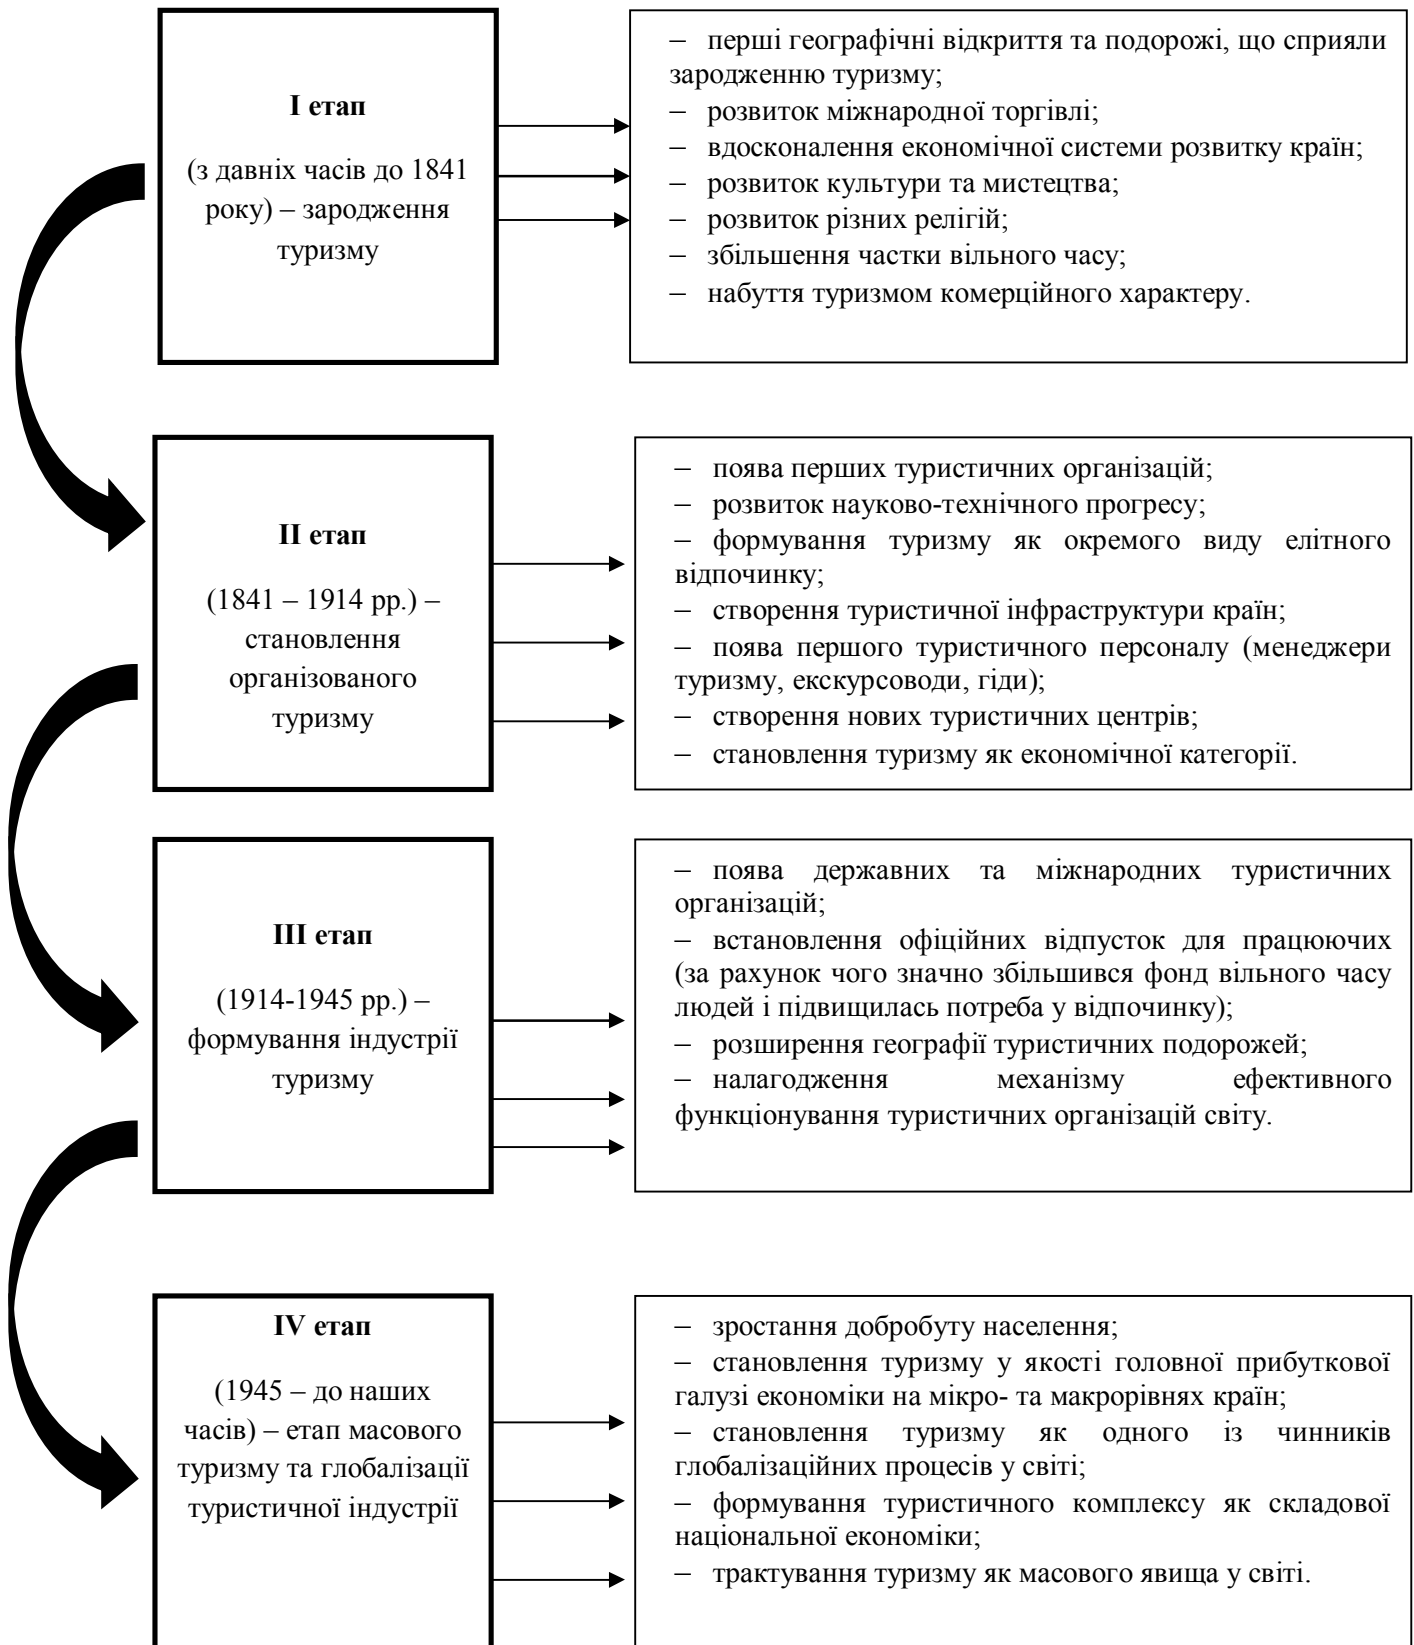 I етап
(з давніх часів до 1841
року) – зародження
туризму
– перші географічні відкриття та подорожі, що сприяли
зародженню туризму;
– розвиток міжнародної торгівлі;
– вдосконалення економічної системи розвитку країн;
– розвиток культури та мистецтва;
– розвиток різних релігій;
– збільшення частки вільного часу;
– набуття туризмом комерційного характеру.
II етап
(1841 – 1914 рр.) –
становлення
організованого
туризму
– поява перших туристичних організацій;
– розвиток науково-технічного прогресу;
– формування туризму як окремого виду елітного
відпочинку;
– створення туристичної інфраструктури країн;
– поява першого туристичного персоналу (менеджери
туризму, екскурсоводи, гіди);
– створення нових туристичних центрів;
– становлення туризму як економічної категорії.
III етап
(1914-1945 рр.) –
формування індустрії
туризму
– поява державних та міжнародних туристичних
організацій;
– встановлення офіційних відпусток для працюючих
(за рахунок чого значно збільшився фонд вільного часу
людей і підвищилась потреба у відпочинку);
– розширення географії туристичних подорожей;
– налагодження механізму ефективного
функціонування туристичних організацій світу.
IV етап
(1945 – до наших
часів) – етап масового
туризму та глобалізації
туристичної індустрії
– зростання добробуту населення;
– становлення туризму у якості головної прибуткової
галузі економіки на мікро- та макрорівнях країн;
– становлення туризму як одного із чинників
глобалізаційних процесів у світі;
– формування туристичного комплексу як складової
національної економіки;
– трактування туризму як масового явища у світі.